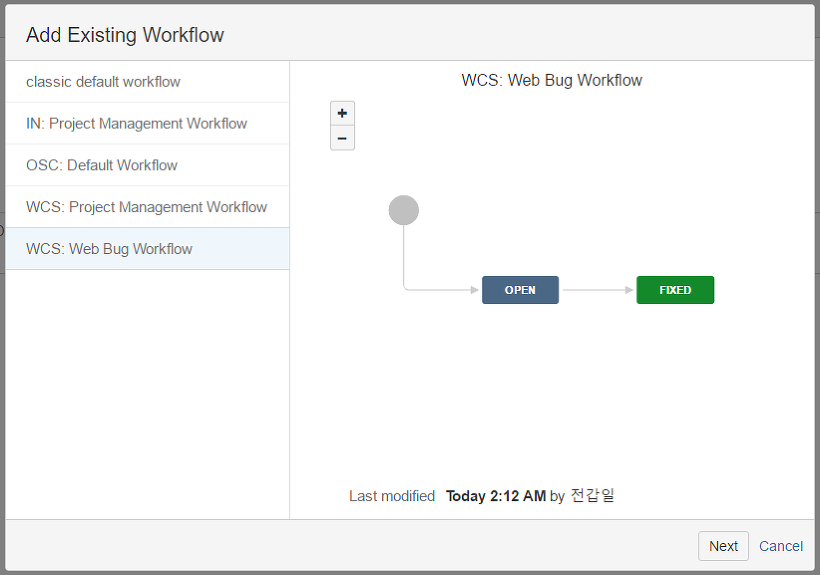 Add Existing Workflow
classic default workflow
IN: Project Management Workflow
OSC: Default Workflow
WCS: Project Management Workflow
WCS: Web Bug Workflow
WCS: Web Bug Workflow
+
−
OPEN
FIXED
Last modified Today 2:12 AM by 전갑일
Next
Cancel